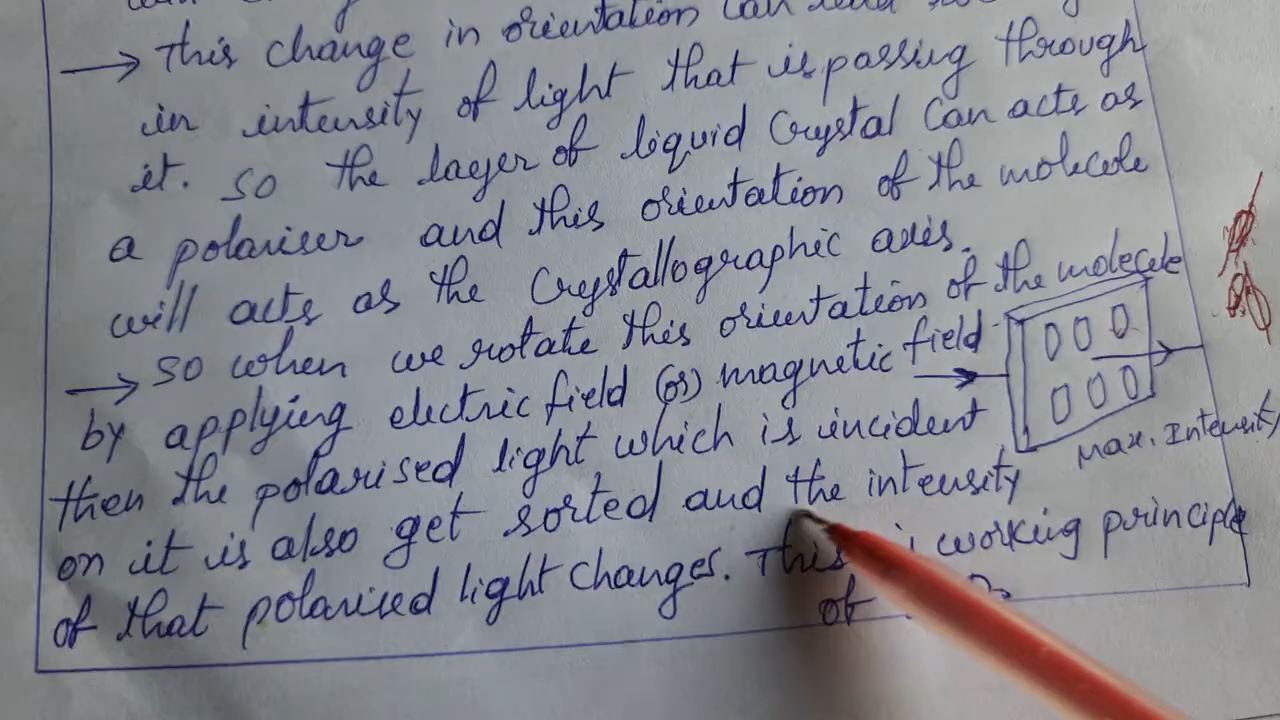 → This change in orientation can
in intensity of light that is passing through
it. so the layer of liquid Crystal Can acts as
a polariser and this orientation of the molecule
will acts as the Crystallographic axis.
→ so when we rotate this orientation of the molecule
by applying electric field (or) magnetic field
then the polarised light which is incident
on it is also get sorted and the intensity
of that polarised light changes. This working principle
of
Max. Intensity